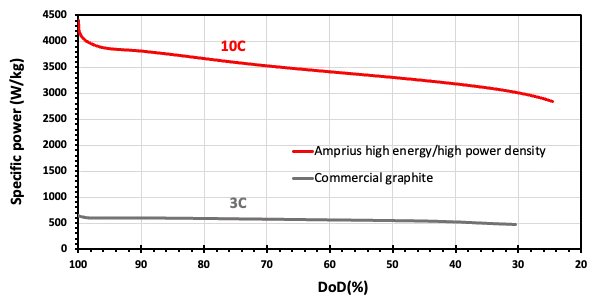 Specific power (W/kg)
4500
4000
3500
3000
2500
2000
1500
1000
500
0
10C
Amprius high energy/high power density
Commercial graphite
3C
100 90 80 70 60 50 40 30 20
DoD(%)